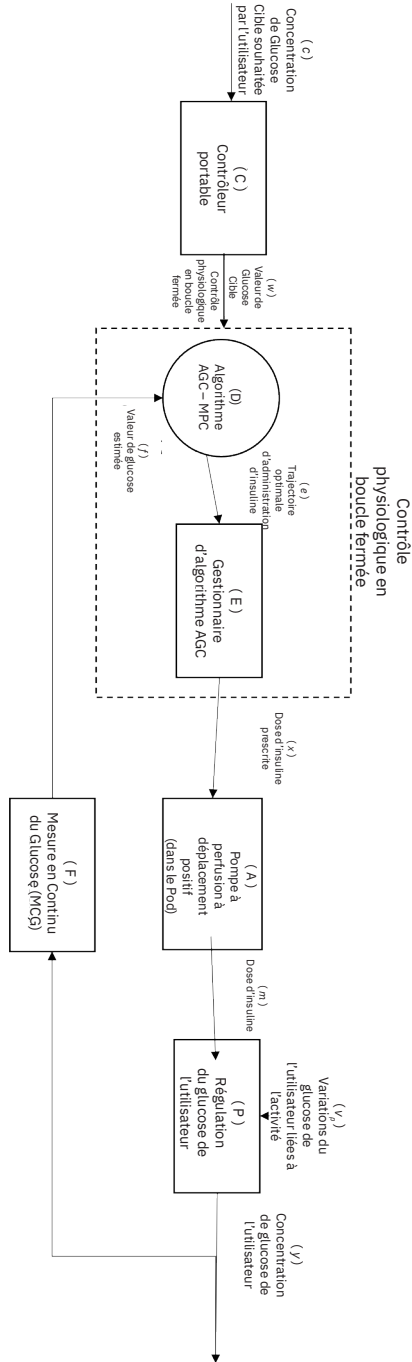 ( c )
Concentration
de Glucose
Cible souhaitée
par l'utilisateur
( C )
Contrôleur
portable
( w )
Valeur de
Glucose
Cible
Contrôle
physiologique
en boucle
fermée
Contrôle
physiologique en
boucle fermée
(D)
Algorithme
AGC – MPC
( e )
Trajectoire
optimale
d'administration
d'insuline
( E )
Gestionnaire
d'algorithme AGC
( x )
Dose d'insuline
prescrite
( A )
Pompe à
perfusion à
déplacement
positif
(dans le Pod)
( m )
Dose d'insuline
( P )
Régulation
du glucose de
l'utilisateur
Variations du
(vₚ)
glucose de
l'utilisateur liées à
l'activité
( y )
Concentration
de glucose de
l'utilisateur
( F )
Mesure en Continu
du Glucose (MCG)
( f )
Valeur de glucose
estimée